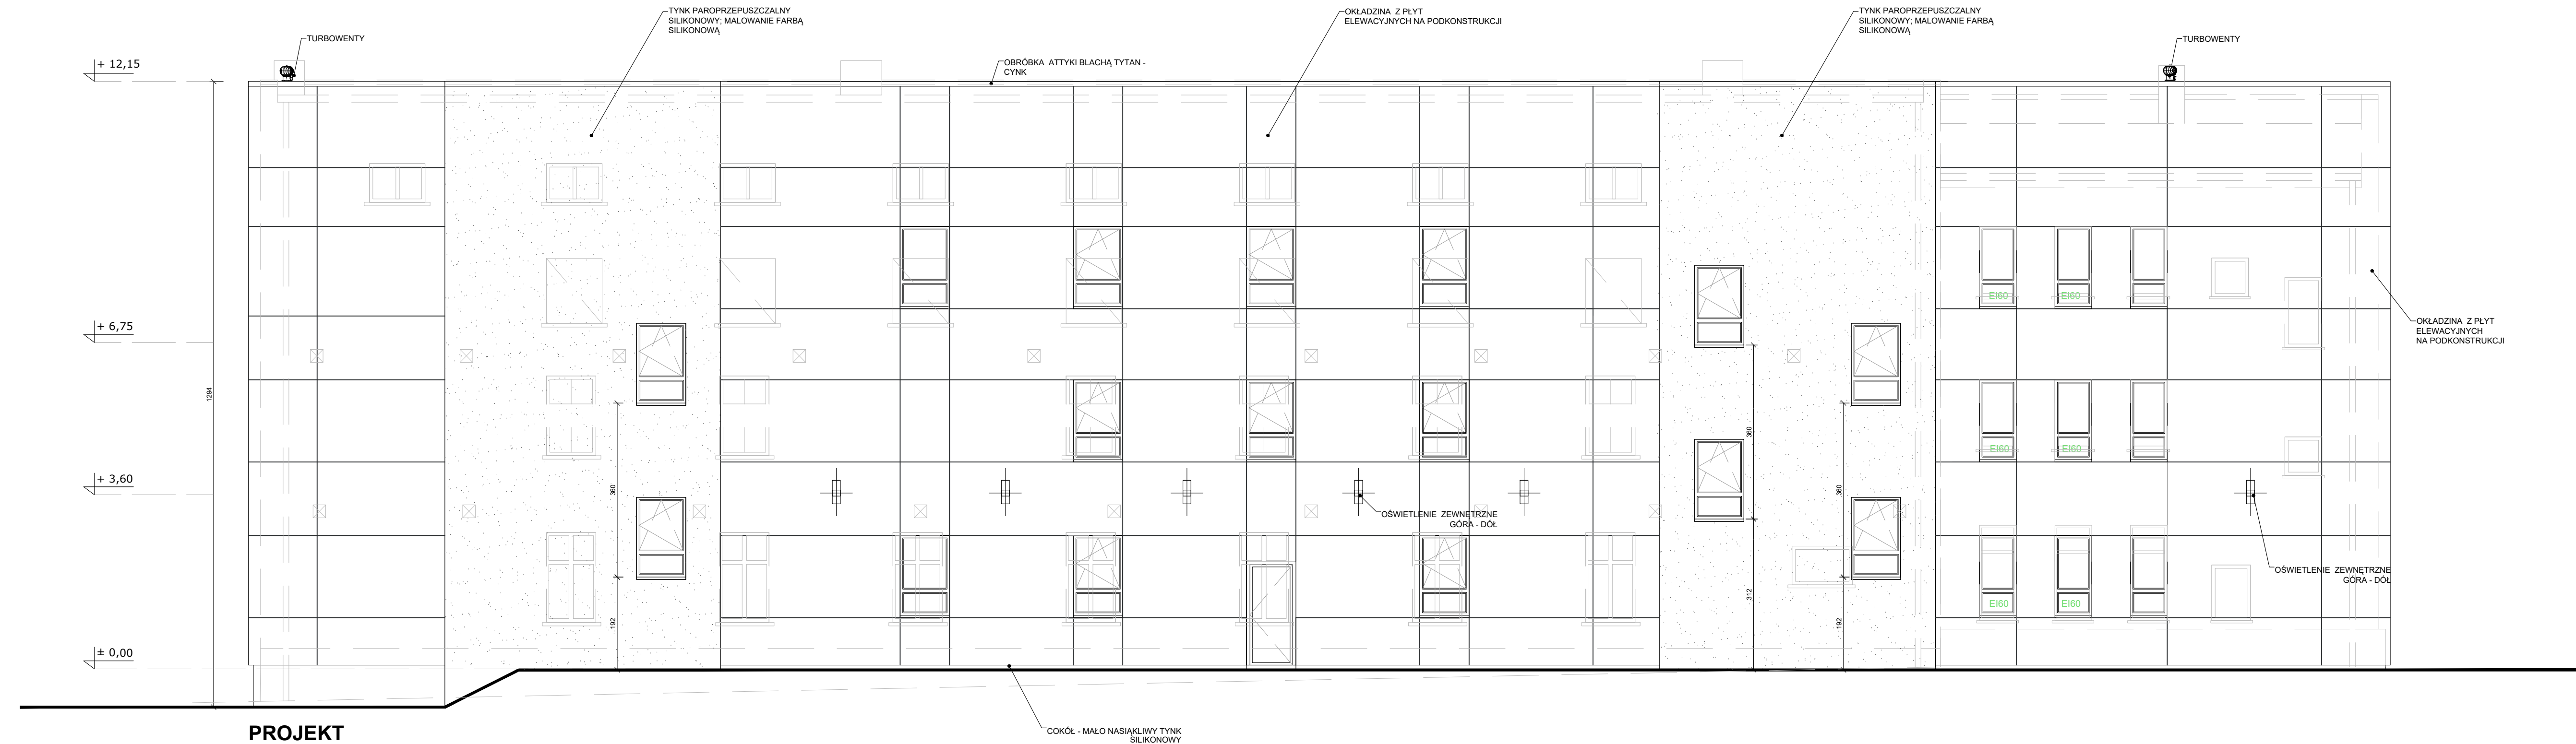 TYNK PAROPRZEPUSZCZALNY
SILIKONOWY; MALOWANIE FARBĄ
SILIKONOWĄ
OKŁADZINA Z PŁYT
ELEWACYJNYCH NA PODKONSTRUKCJI
TYNK PAROPRZEPUSZCZALNY
SILIKONOWY; MALOWANIE FARBĄ
SILIKONOWĄ
TURBOWENTY
TURBOWENTY
OBRÓBKA ATTYKI BLACHĄ TYTAN -
CYNK
+ 12,15
+ 6,75
+ 3,60
± 0,00
1294
EI60
EI60
OKŁADZINA Z PŁYT
ELEWACYJNYCH
NA PODKONSTRUKCJI
360
360
360
EI60
EI60
OŚWIETLENIE ZEWNĘTRZNE
GÓRA - DÓŁ
OŚWIETLENIE ZEWNĘTRZNE
GÓRA - DÓŁ
192
312
192
EI60
EI60
PROJEKT
COKÓŁ - MAŁO NASIĄKLIWY TYNK
SILIKONOWY